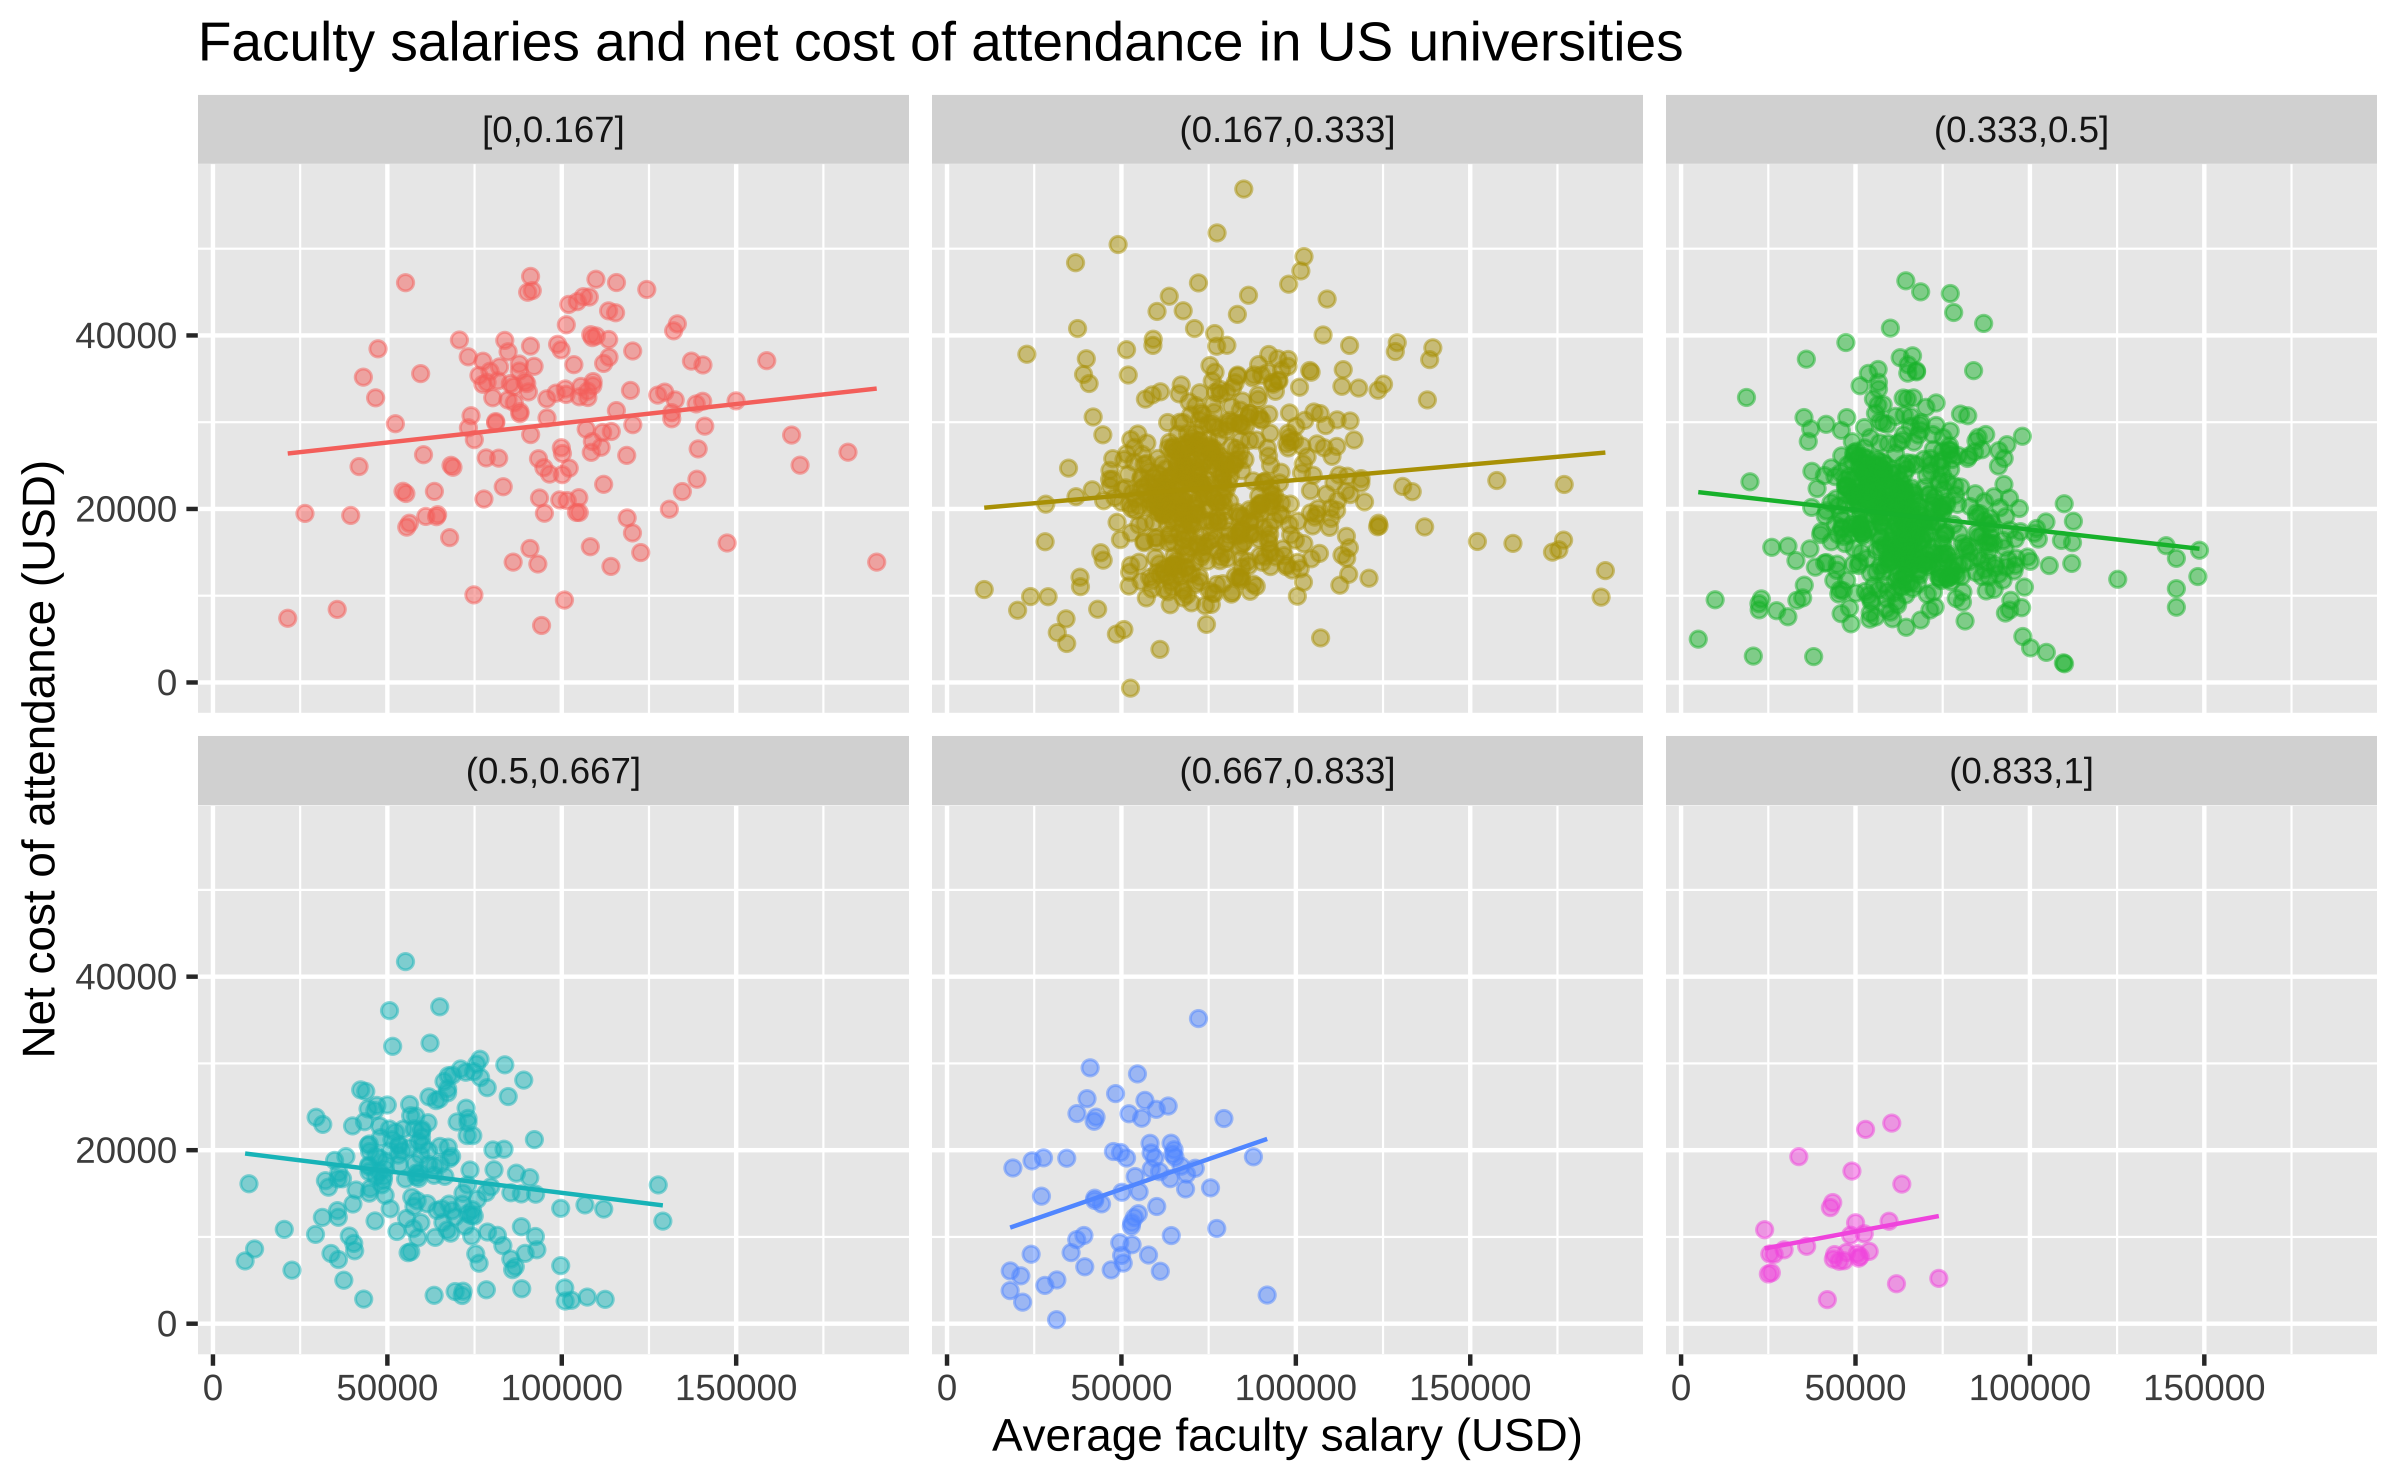 Faculty salaries and net cost of attendance in US universities
[0,0.167]
(0.167,0.333]
(0.333,0.5]
40000
20000
0
(0.5,0.667]
(0.667,0.833]
(0.833,1]
40000
20000
0
0 50000 100000 150000
0 50000 100000 150000
0 50000 100000 150000
Average faculty salary (USD)
Net cost of attendance (USD)